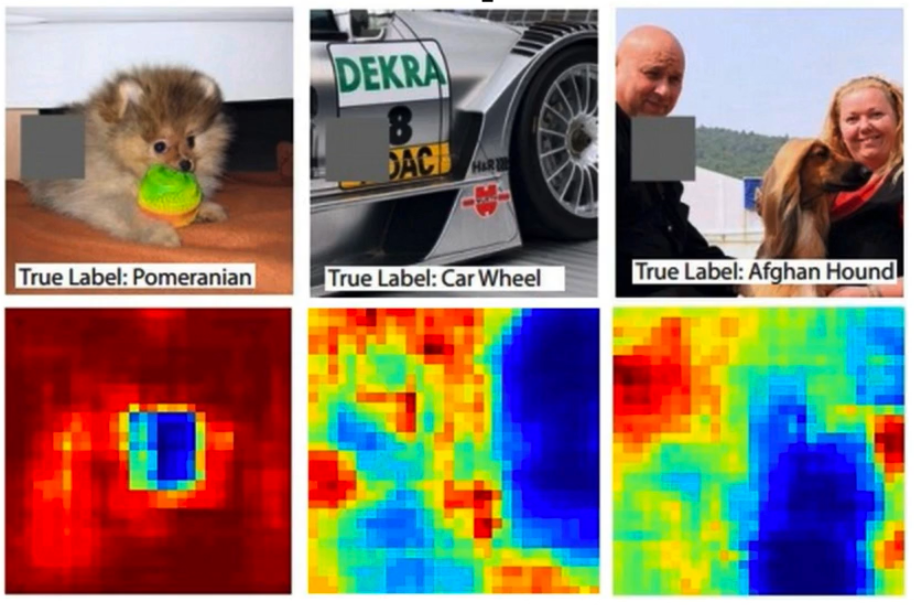 DEKRA
8
DAC
H&R
True Label: Pomeranian
True Label: Car Wheel
True Label: Afghan Hound